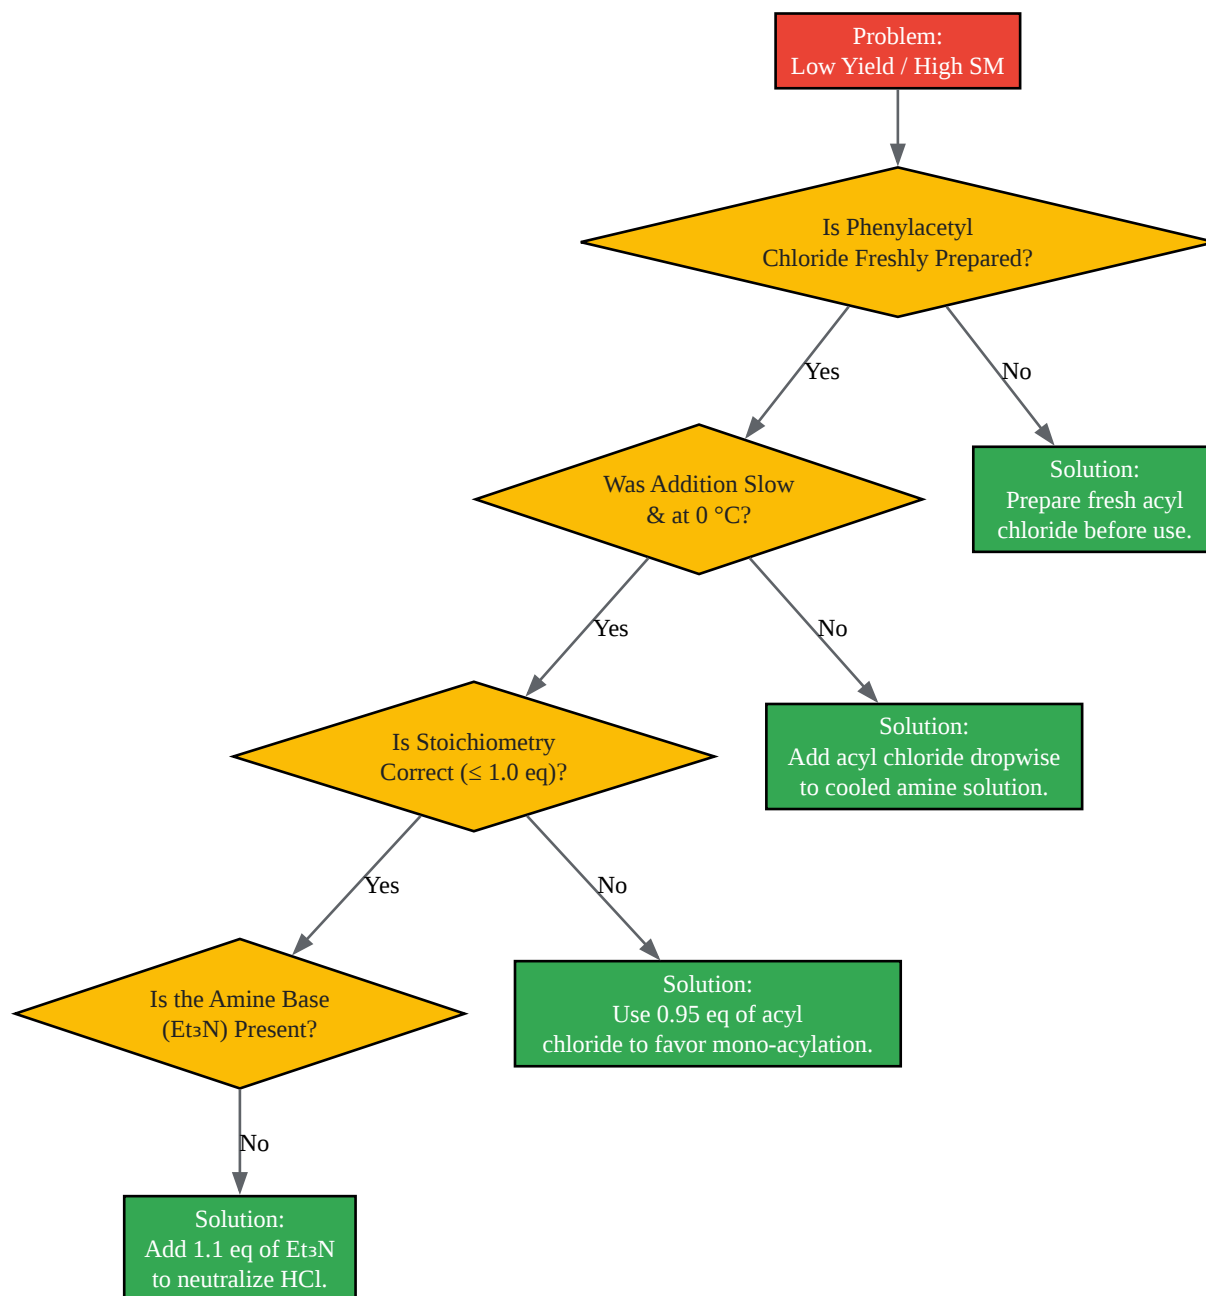 Problem:
Low Yield / High SM
Is Phenylacetyl
Chloride Freshly Prepared?
Yes
No
Was Addition Slow
& at 0 °C?
Solution:
Prepare fresh acyl
chloride before use.
Yes
No
Is Stoichiometry
Correct (≤ 1.0 eq)?
Solution:
Add acyl chloride dropwise
to cooled amine solution.
Yes
No
Is the Amine Base
(Et₃N) Present?
Solution:
Use 0.95 eq of acyl
chloride to favor mono-acylation.
No
Solution:
Add 1.1 eq of Et₃N
to neutralize HCl.